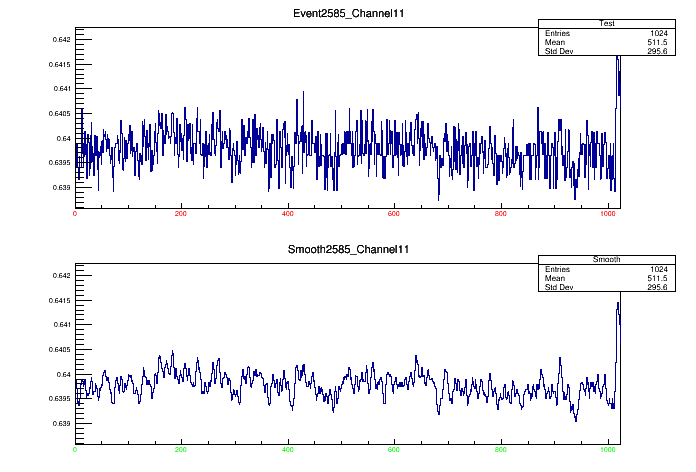 Event2585_Channel11
Test
Entries 1024
Mean 511.5
Std Dev 295.6
0.642
0.6415
0.641
0.6405
0.64
0.6395
0.639
0 200 400 600 800 1000
Smooth2585_Channel11
Smooth
Entries 1024
Mean 511.5
Std Dev 295.6
0.642
0.6415
0.641
0.6405
0.64
0.6395
0.639
0 200 400 600 800 1000